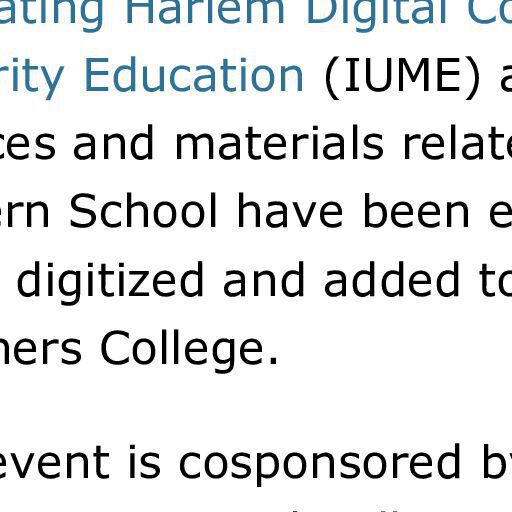 ating Harlem Digital Co
rity Education (IUME) a
ces and materials relate
ern School have been e
digitized and added to
ners College.
event is cosponsored by